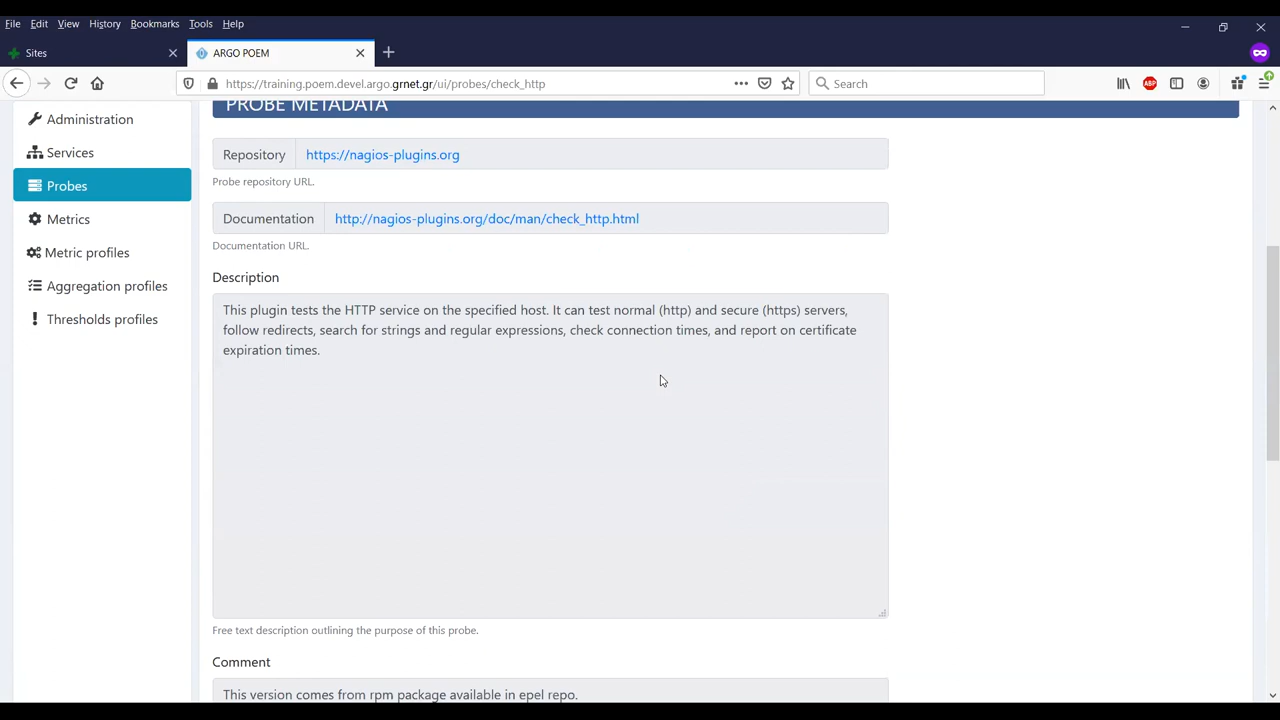 File Edit View History Bookmarks Tools Help
Sites
ARGO POEM
https://training.poem.devel.argo.grnet.gr/ui/probes/check_http
Search
ABP
Administration
Services
Probes
Metrics
Metric profiles
Aggregation profiles
Thresholds profiles
PROBE METADATA
Repository https://nagios-plugins.org
Probe repository URL.
Documentation http://nagios-plugins.org/doc/man/check_http.html
Documentation URL.
Description
This plugin tests the HTTP service on the specified host. It can test normal (http) and secure (https) servers,
follow redirects, search for strings and regular expressions, check connection times, and report on certificate
expiration times.
Free text description outlining the purpose of this probe.
Comment
This version comes from rpm package available in epel repo.